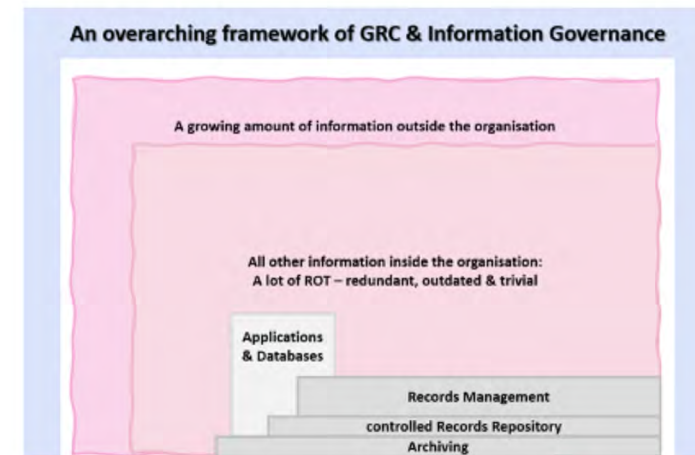 An overarching framework of GRC & Information Governance
A growing amount of information outside the organisation
All other information inside the organisation:
A lot of ROT – redundant, outdated & trivial
Applications
& Databases
Records Management
controlled Records Repository
Archiving